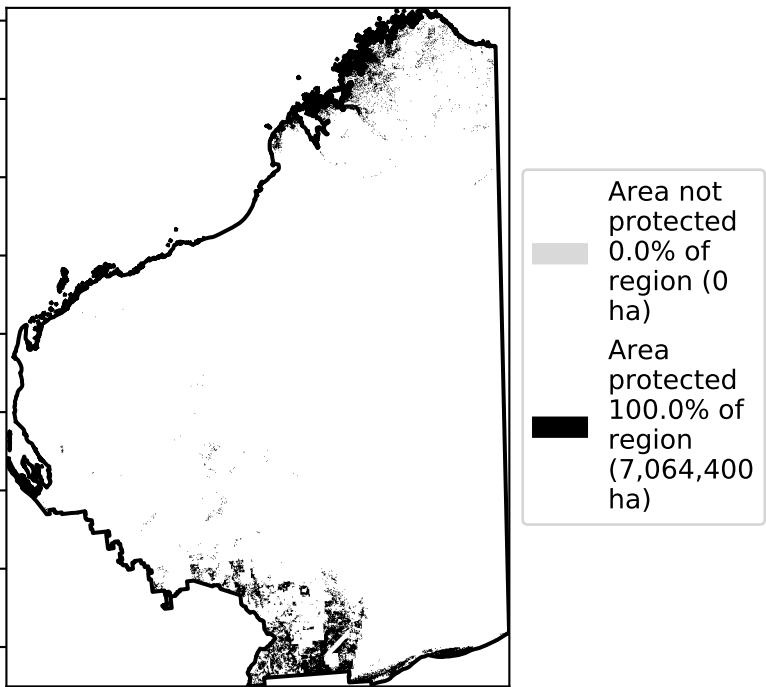 Area not
protected
0.0% of
region (0
ha)
Area
protected
100.0% of
region
(7,064,400
ha)